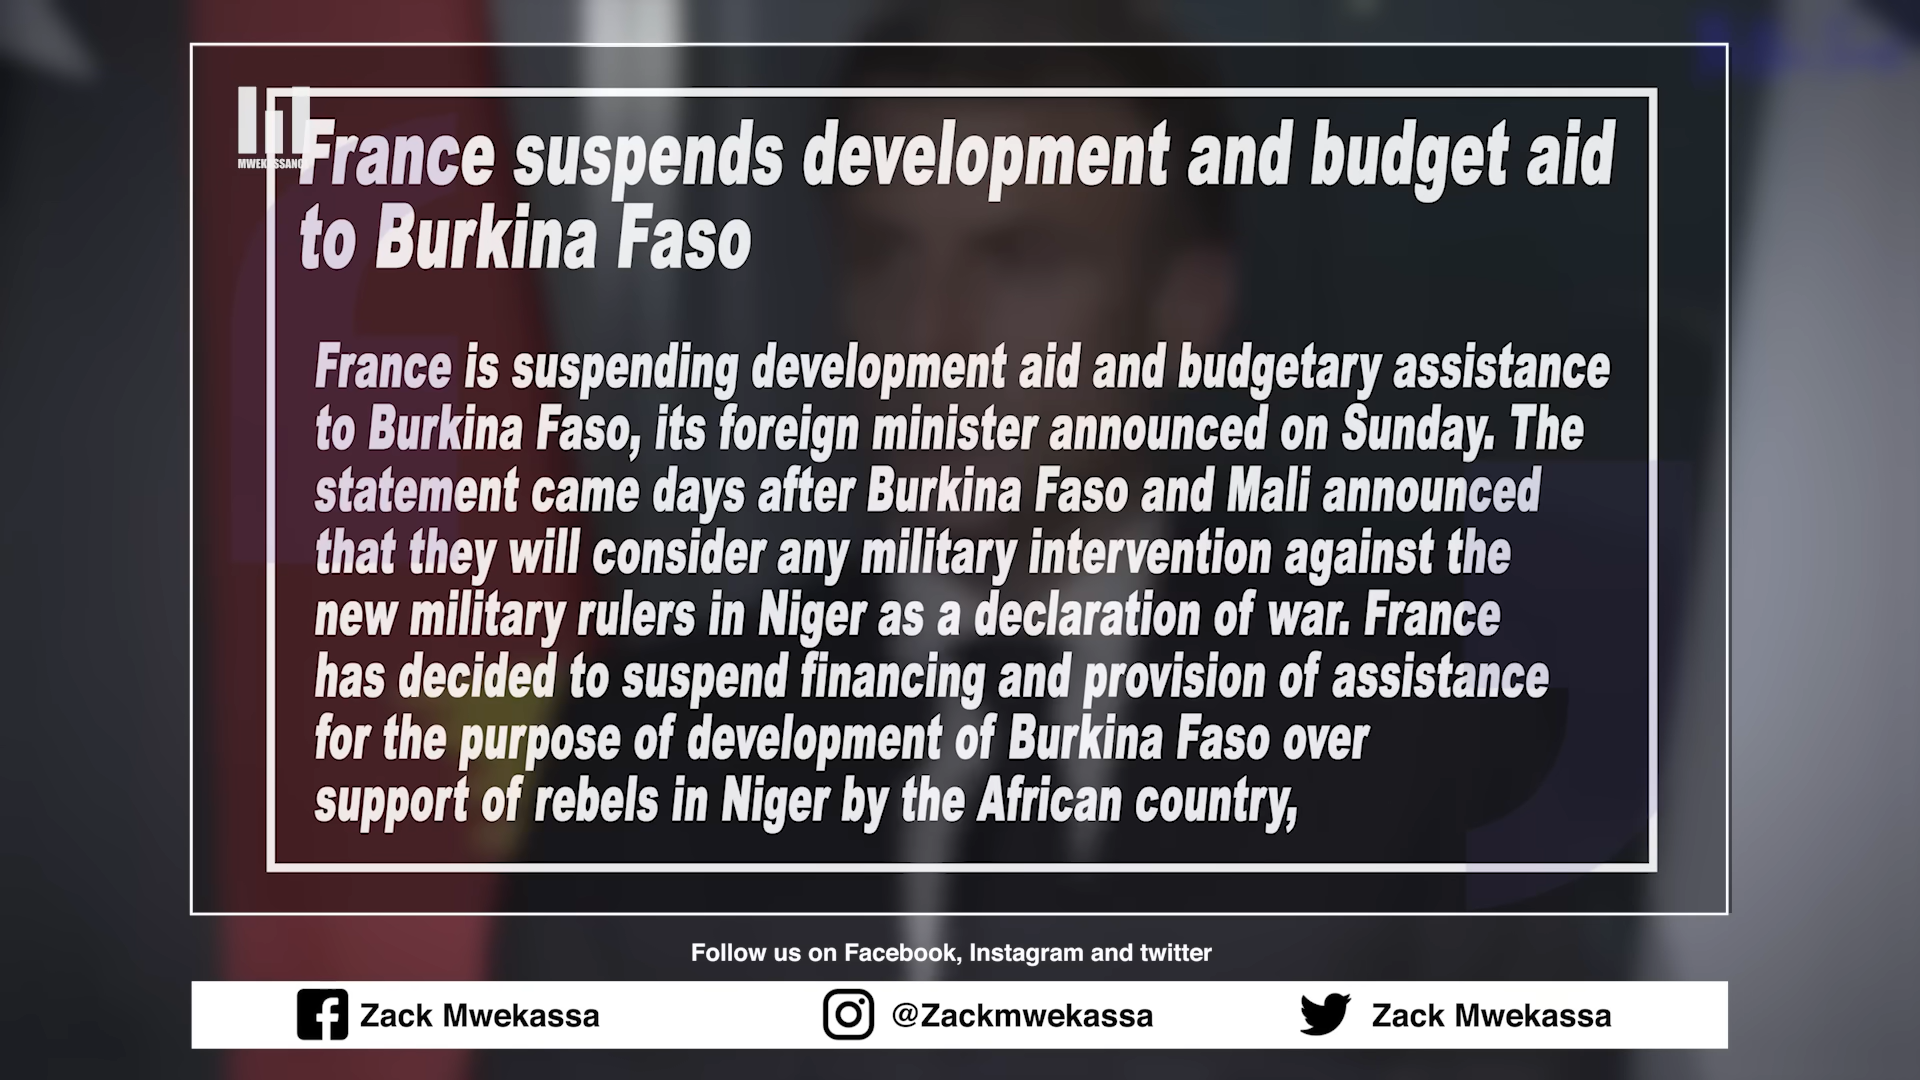 France suspends development and budget aid
to Burkina Faso
France is suspending development aid and budgetary assistance
to Burkina Faso, its foreign minister announced on Sunday. The
statement came days after Burkina Faso and Mali announced
that they will consider any military intervention against the
new military rulers in Niger as a declaration of war. France
has decided to suspend financing and provision of assistance
for the purpose of development of Burkina Faso over
support of rebels in Niger by the African country,
Follow us on Facebook, Instagram and twitter
Zack Mwekassa
@Zackmwekassa
Zack Mwekassa